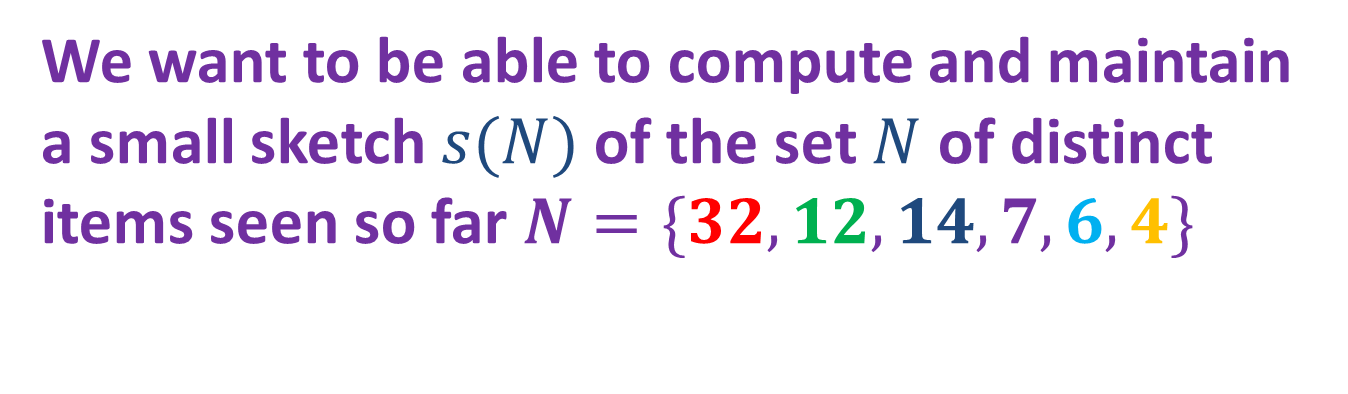 We want to be able to compute and maintain
a small sketch s(N) of the set N of distinct
items seen so far N = {32, 12, 14, 7, 6, 4}